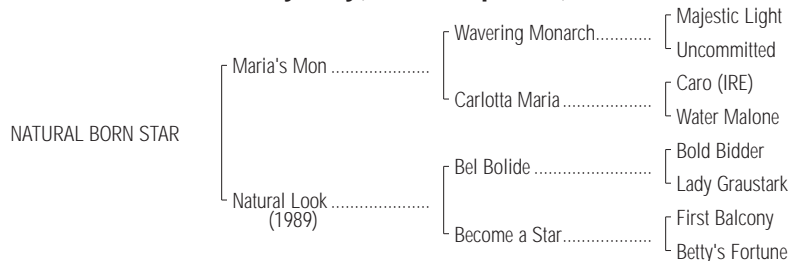 Majestic Light
Wavering Monarch............
Uncommitted
Maria's Mon .....................
Caro (IRE)
Carlotta Maria ...................
Water Malone
NATURAL BORN STAR
Bold Bidder
Bel Bolide .........................
Lady Graustark
Natural Look .....................
(1989)
First Balcony
Become a Star...................
Betty's Fortune